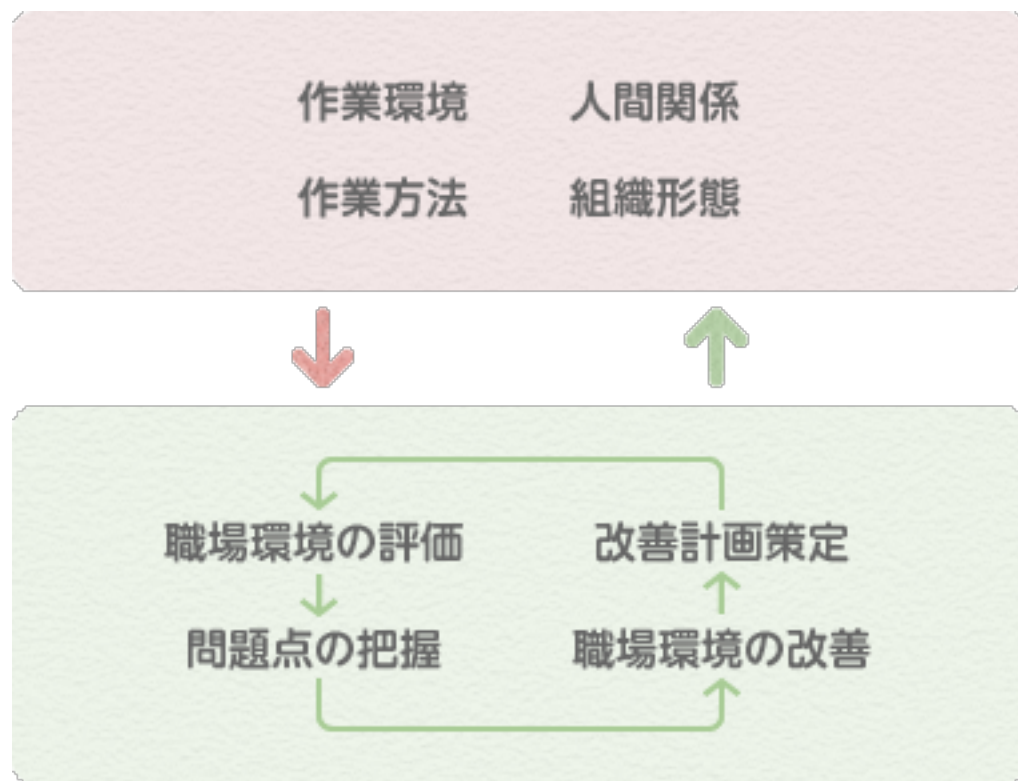 作業環境 人間関係
作業方法 組織形態
職場環境の評価 改善計画策定
問題点の把握 職場環境の改善